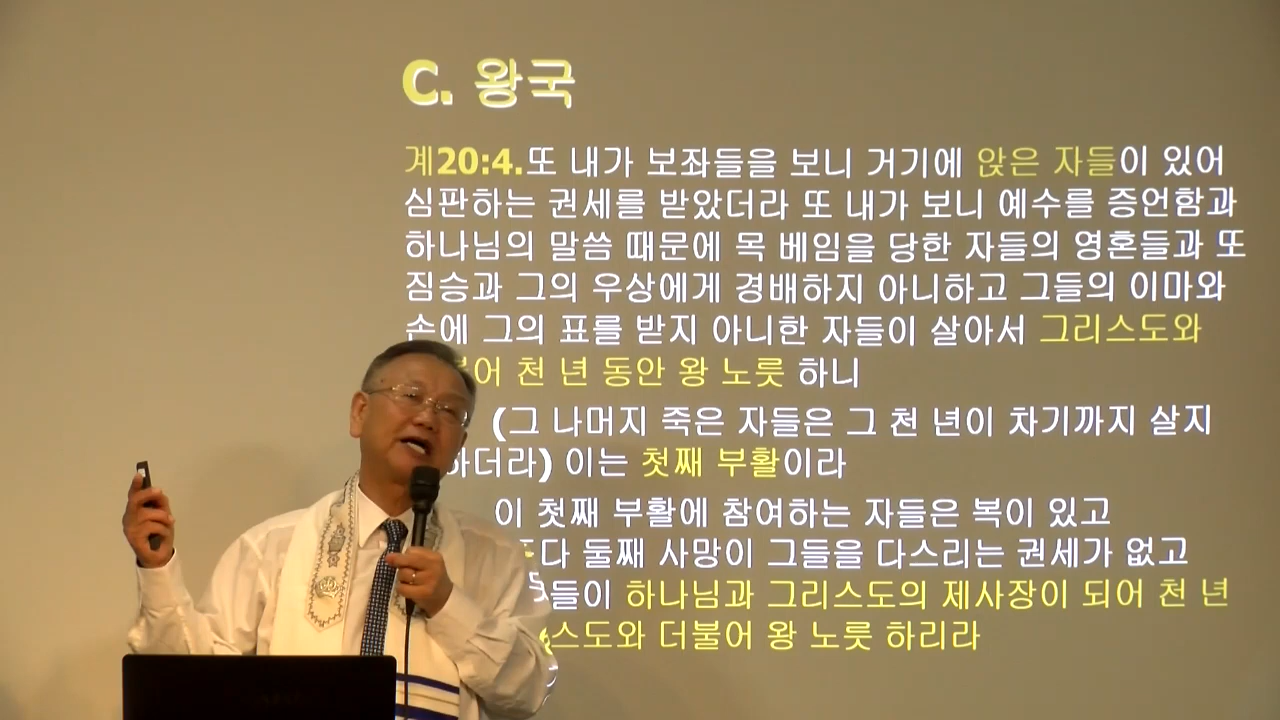 C. 왕국
계20:4.또 내가 보좌들을 보니 거기에 앉은 자들이 있어
심판하는 권세를 받았더라 또 내가 보니 예수를 증언함과
하나님의 말씀 때문에 목 베임을 당한 자들의 영혼들과 또
짐승과 그의 우상에게 경배하지 아니하고 그들의 이마와
손에 그의 표를 받지 아니한 자들이 살아서 그리스도와
천 년 동안 왕 노릇 하니
(그 나머지 죽은 자들은 그 천 년이 차기까지 살지
이는 첫째 부활이라
이 첫째 부활에 참여하는 자들은 복이 있고
둘째 사망이 그들을 다스리는 권세가 없고
하나님과 그리스도의 제사장이 되어 천 년
더불어 왕 노릇 하리라